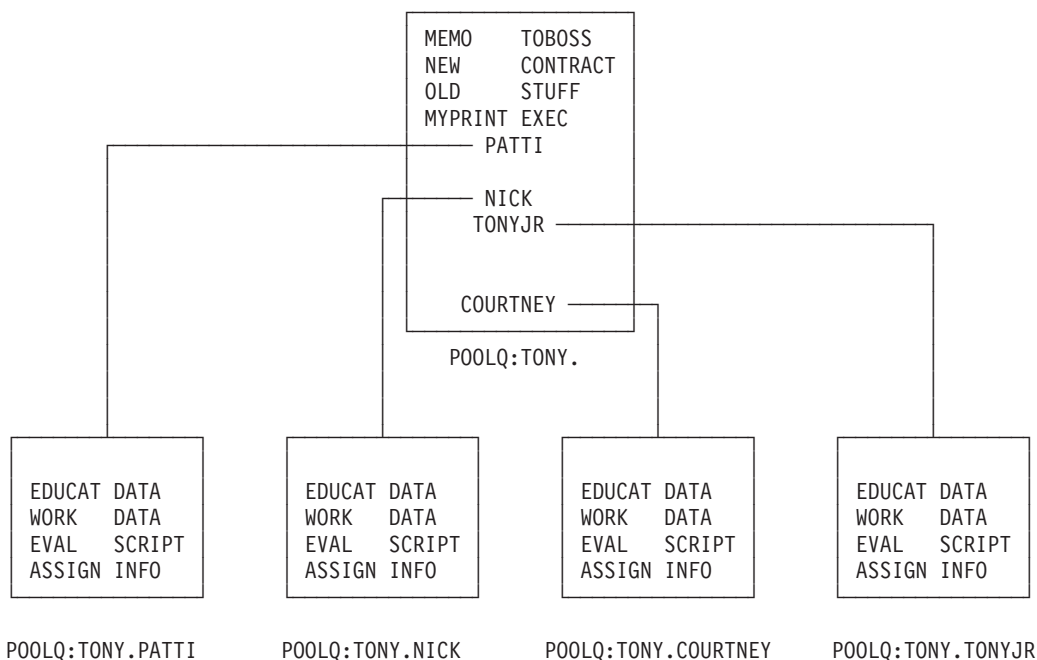 MEMO TOBOSS
NEW CONTRACT
OLD STUFF
MYPRINT EXEC
PATTI
NICK
TONYJR
COURTNEY
POOLQ:TONY.
EDUCAT DATA EDUCAT DATA EDUCAT DATA EDUCAT DATA
WORK DATA WORK DATA WORK DATA WORK DATA
EVAL SCRIPT EVAL SCRIPT EVAL SCRIPT EVAL SCRIPT
ASSIGN INFO ASSIGN INFO ASSIGN INFO ASSIGN INFO
POOLQ:TONY.PATTI POOLQ:TONY.NICK POOLQ:TONY.COURTNEY POOLQ:TONY.TONYJR